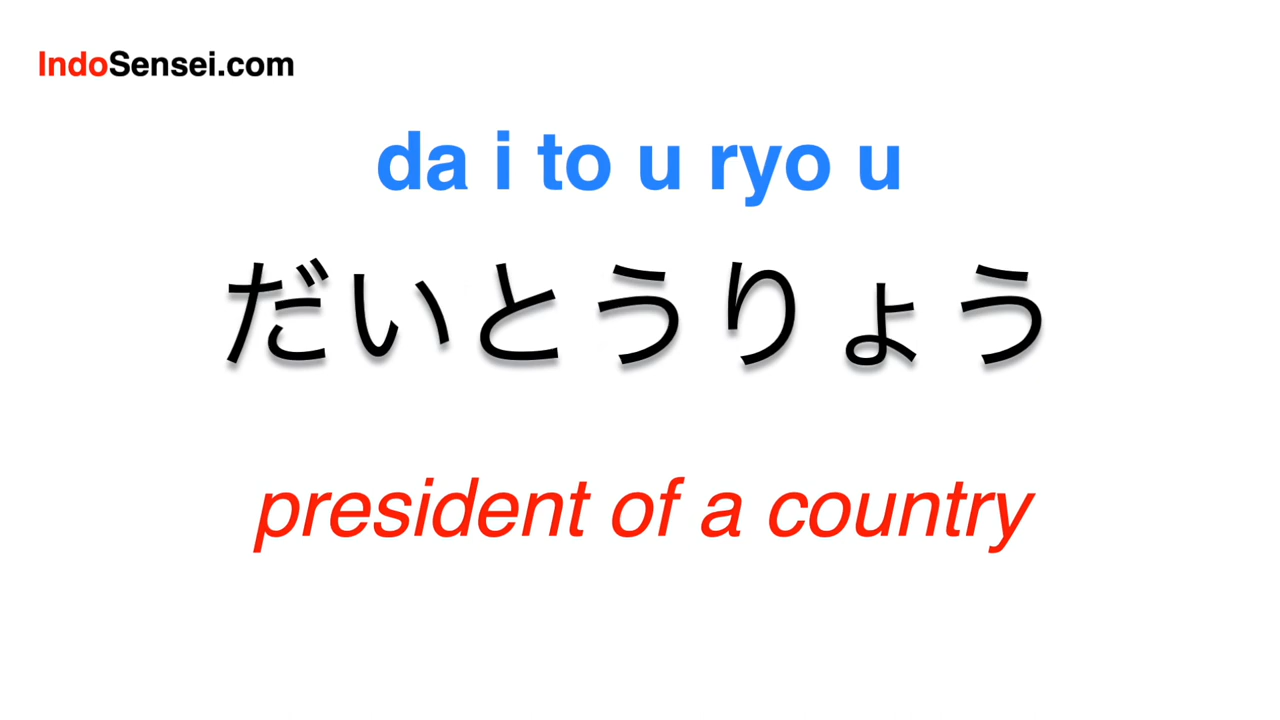 IndoSensei.com
da i to u ryo u
だいとうりょう
president of a country